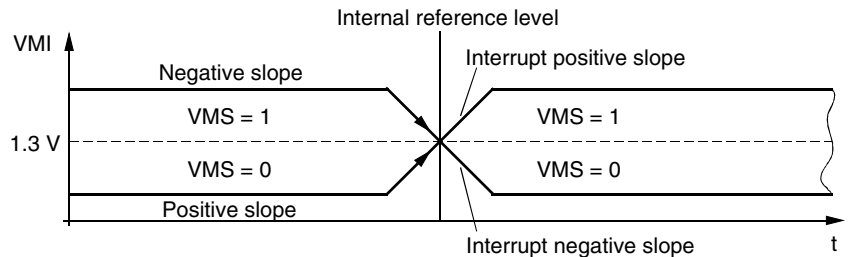 Internal reference level
VMI
Negative slope
Interrupt positive slope
VMS = 1
VMS = 1
1.3 V
VMS = 0
VMS = 0
Positive slope
Interrupt negative slope
t